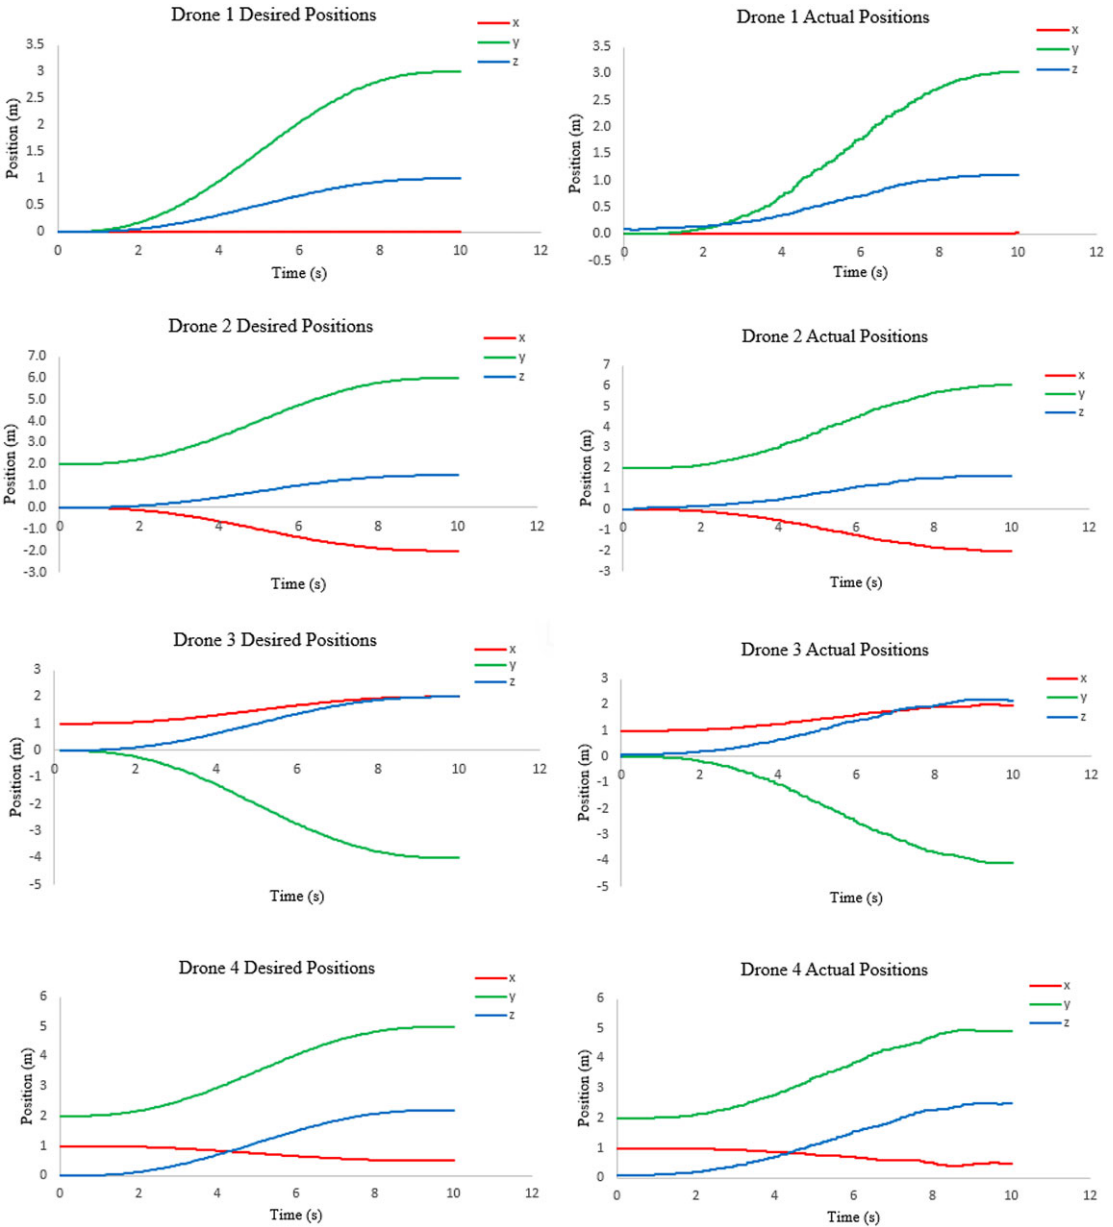 Drone 1 Desired Positions
x
y
z
3.5
3
2.5
2
1.5
1
0.5
0
0 2 4 6 8 10 12
Position (m)
Time (s)
Drone 1 Actual Positions
x
y
z
3.5
3.0
2.5
2.0
1.5
1.0
0.5
0.0
-0.5
0 2 4 6 8 10 12
Position (m)
Time (s)
Drone 2 Desired Positions
x
y
z
7.0
6.0
5.0
4.0
3.0
2.0
1.0
0.0
-1.0
-2.0
-3.0
0 2 4 6 8 10 12
Position (m)
Time (s)
Drone 2 Actual Positions
x
y
z
7
6
5
4
3
2
1
0
-1
-2
-3
0 2 4 6 8 10 12
Position (m)
Time (s)
Drone 3 Desired Positions
x
y
z
3
2
1
0
-1
-2
-3
-4
-5
0 2 4 6 8 10 12
Position (m)
Time (s)
Drone 3 Actual Positions
x
y
z
3
2
1
0
-1
-2
-3
-4
-5
0 2 4 6 8 10 12
Position (m)
Time (s)
Drone 4 Desired Positions
x
y
z
6
5
4
3
2
1
0
0 2 4 6 8 10 12
Position (m)
Time (s)
Drone 4 Actual Positions
x
y
z
6
5
4
3
2
1
0
0 2 4 6 8 10 12
Position (m)
Time (s)